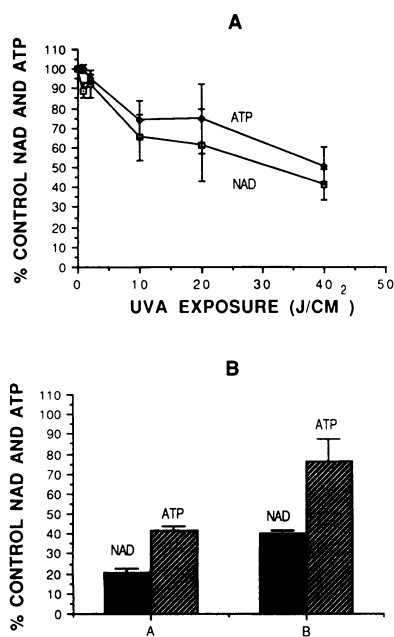 A
% CONTROL NAD AND ATP
110
100
90
80
70
60
50
40
30
20
10
0
ATP
NAD
0 10 20 30 40 50
UVA EXPOSURE (J/CM 2 )
B
% CONTROL NAD AND ATP
110
100
90
80
70
60
50
40
30
20
10
0
NAD
ATP
NAD
ATP
A B